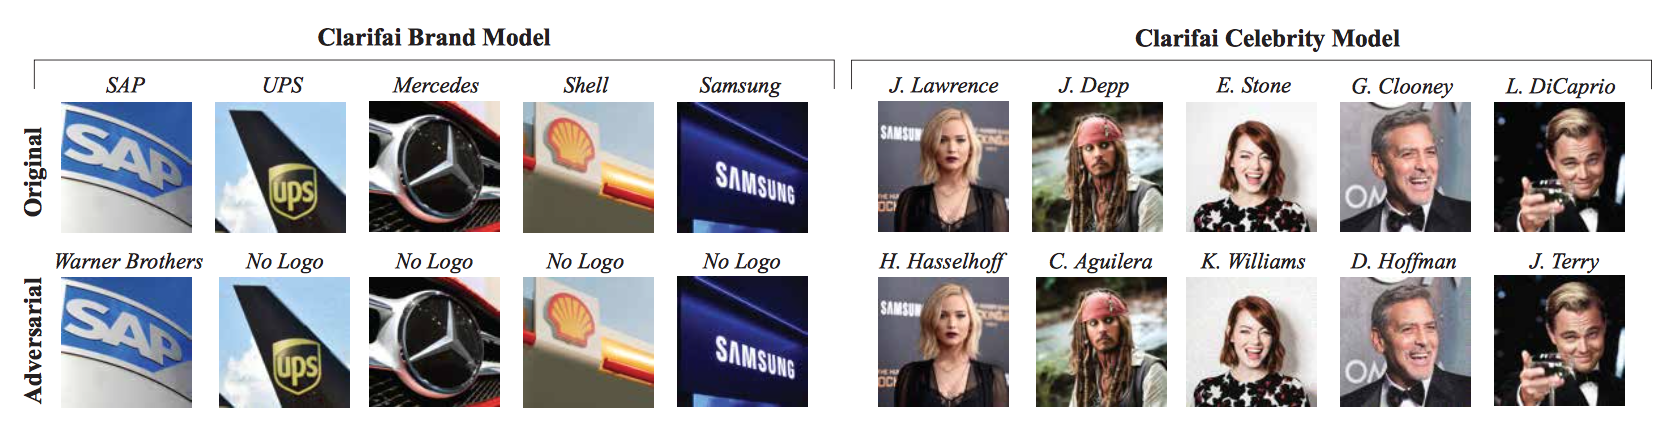 Clarifai Brand Model
Clarifai Celebrity Model
SAP UPS Mercedes Shell Samsung J. Lawrence J. Depp E. Stone G. Clooney L. DiCaprio
Original
SAP
ups
SAMSUNG
SAMSUN
OM
Warner Brothers No Logo No Logo No Logo No Logo H. Hasselhoff C. Aguilera K. Williams D. Hoffman J. Terry
Adversarial
SAP
ups
SAMSUNG
SAMSUN
OM